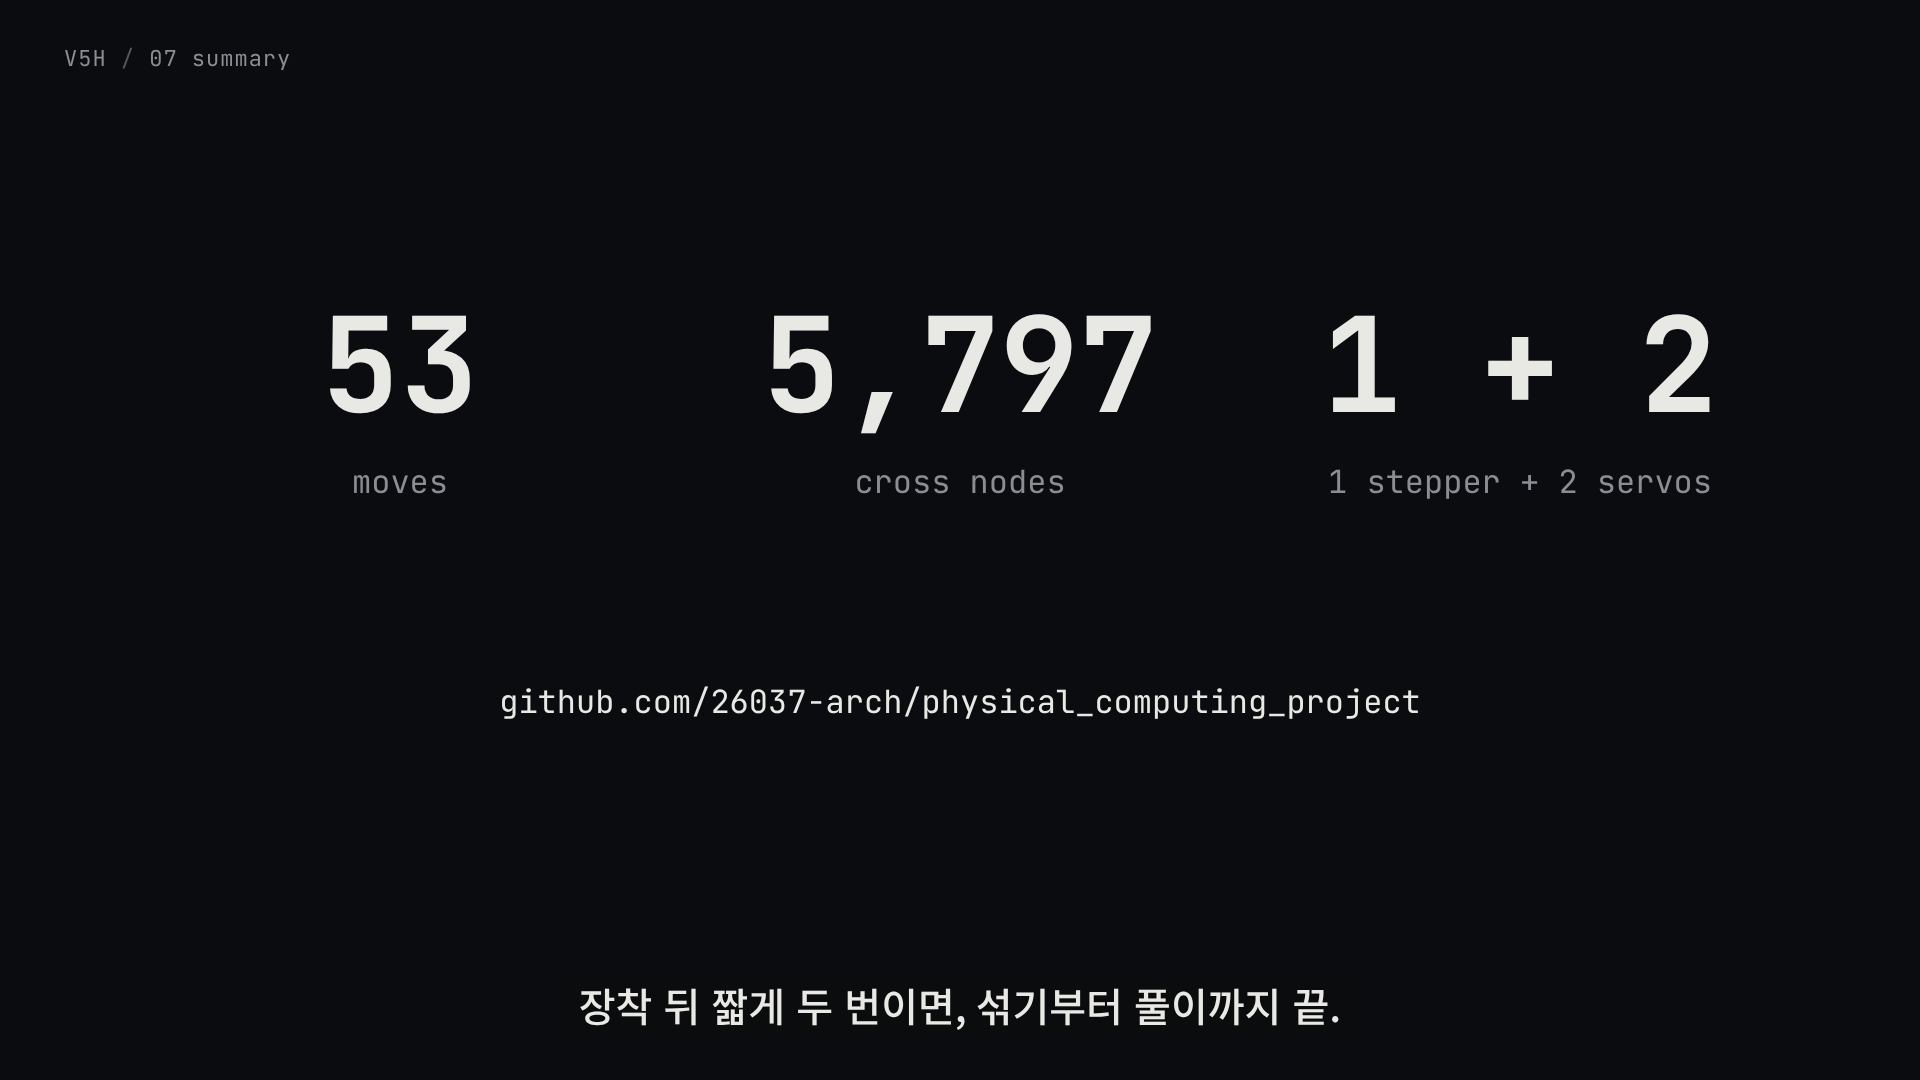 V5H / 07 summary
53
5,797
1 + 2
moves
cross nodes
1 stepper + 2 servos
github.com/26037-arch/physical_computing_project
장착 뒤 짧게 두 번이면, 섞기부터 풀이까지 끝.